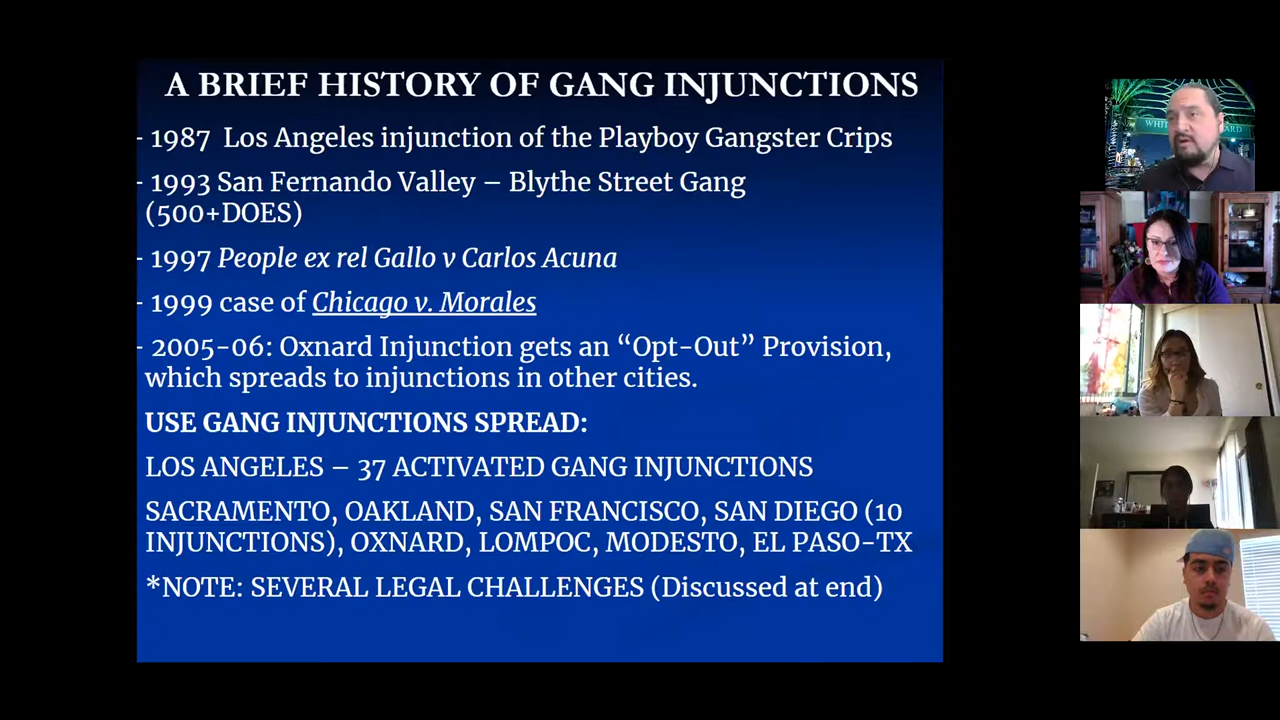 A BRIEF HISTORY OF GANG INJUNCTIONS
- 1987 Los Angeles injunction of the Playboy Gangster Crips
- 1993 San Fernando Valley – Blythe Street Gang
(500+DOES)
- 1997 People ex rel Gallo v Carlos Acuna
- 1999 case of Chicago v. Morales
- 2005-06: Oxnard Injunction gets an “Opt-Out” Provision,
which spreads to injunctions in other cities.
USE GANG INJUNCTIONS SPREAD:
LOS ANGELES – 37 ACTIVATED GANG INJUNCTIONS
SACRAMENTO, OAKLAND, SAN FRANCISCO, SAN DIEGO (10
INJUNCTIONS), OXNARD, LOMPOC, MODESTO, EL PASO-TX
*NOTE: SEVERAL LEGAL CHALLENGES (Discussed at end)